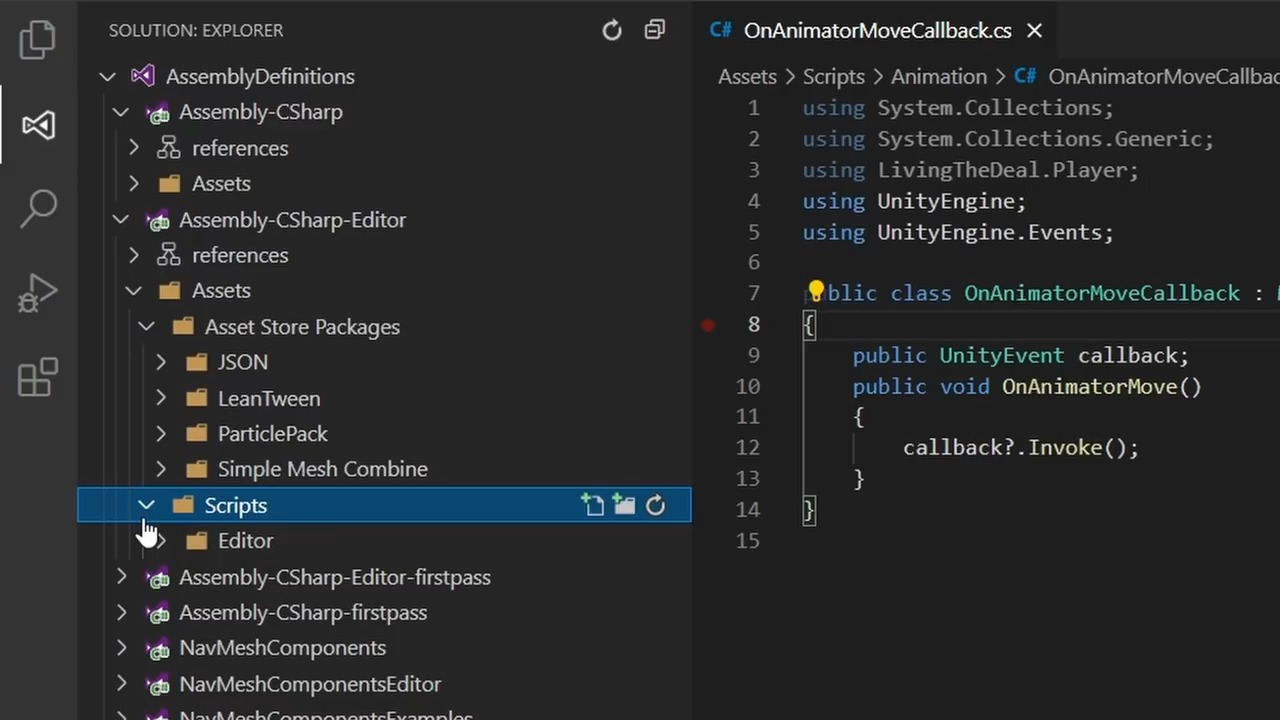 SOLUTION: EXPLORER
AssemblyDefinitions
Assembly-CSharp
references
Assets
Assembly-CSharp-Editor
references
Assets
Asset Store Packages
JSON
LeanTween
ParticlePack
Simple Mesh Combine
Scripts
Editor
Assembly-CSharp-Editor-firstpass
Assembly-CSharp-firstpass
NavMeshComponents
NavMeshComponentsEditor
NavMeshComponentsExamples
C# OnAnimatorMoveCallback.cs
Assets > Scripts > Animation > C# OnAnimatorMoveCallbac
1 using System.Collections;
2 using System.Collections.Generic;
3 using LivingTheDeal.Player;
4 using UnityEngine;
5 using UnityEngine.Events;
6
7 public class OnAnimatorMoveCallback :
8 {
9 public UnityEvent callback;
10 public void OnAnimatorMove()
11 {
12 callback?.Invoke();
13 }
14 }
15